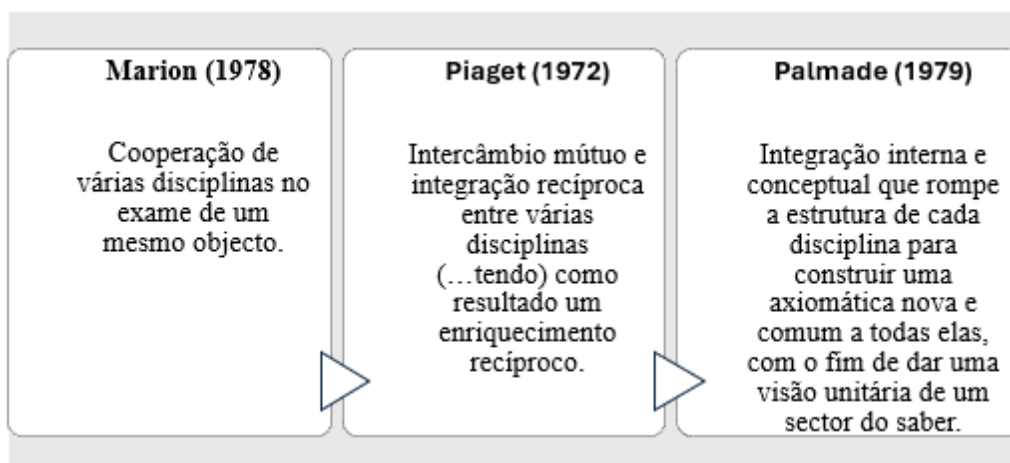 Marion (1978)
Cooperação de
várias disciplinas no
exame de um
mesmo objecto.
Piaget (1972)
Intercâmbio mútuo e
integração recíproca
entre várias
disciplinas
(…tendo) como
resultado um
enriquecimento
recíproco.
Palmade (1979)
Integração interna e
conceptual que rompe
a estrutura de cada
disciplina para
construir uma
axiomática nova e
comum a todas elas,
com o fim de dar uma
visão unitária de um
sector do saber.